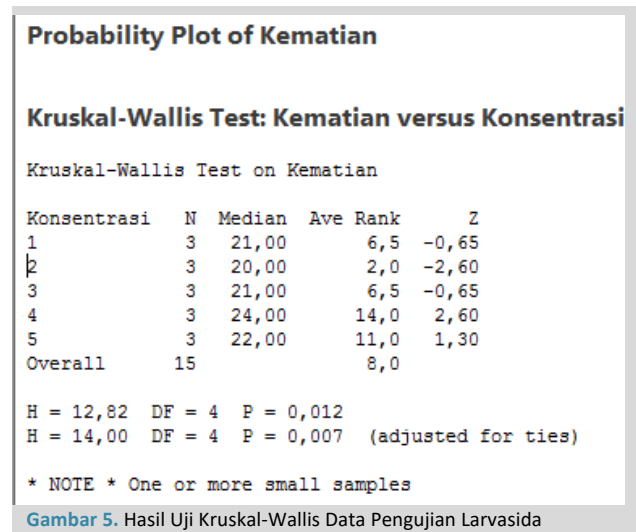 Probability Plot of Kematian
Kruskal-Wallis Test: Kematian versus Konsentrasi
Kruskal-Wallis Test on Kematian
Konsentrasi N Median Ave Rank Z
1 3 21,00 6,5 -0,65
2 3 20,00 2,0 -2,60
3 3 21,00 6,5 -0,65
4 3 24,00 14,0 2,60
5 3 22,00 11,0 1,30
Overall 15 8,0
H = 12,82 DF = 4 P = 0,012
H = 14,00 DF = 4 P = 0,007 (adjusted for ties)
* NOTE * One or more small samples
Gambar 5. Hasil Uji Kruskal-Wallis Data Pengujian Larvasida